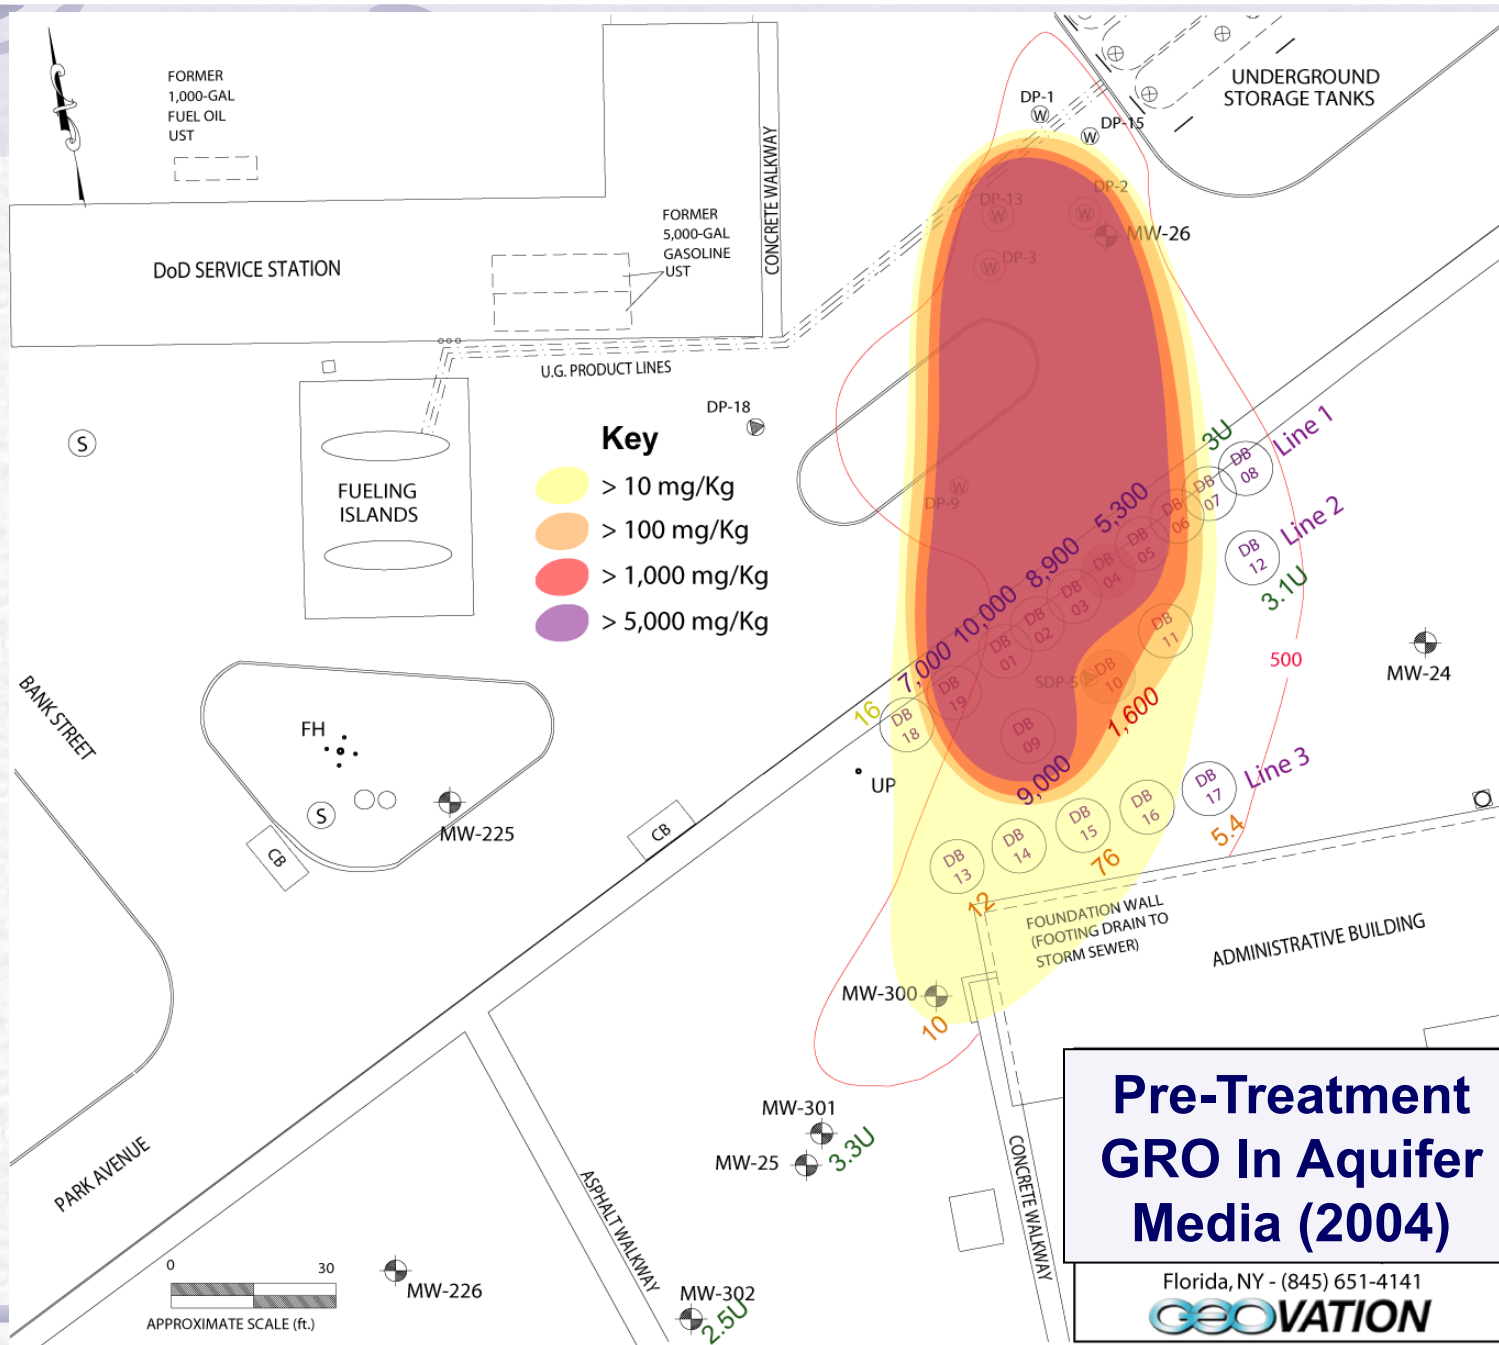 FORMER
1,000-GAL
FUEL OIL
UST
DoD SERVICE STATION
FORMER
5,000-GAL
GASOLINE
UST
CONCRETE WALKWAY
U.G. PRODUCT LINES
UNDERGROUND
STORAGE TANKS
DP-1
W
DP-15
W
DP-2
W
DP-13
W
MW-26
DP-3
W
DP-18
DP-9
W
S
FUELING
ISLANDS
Key
> 10 mg/Kg
> 100 mg/Kg
> 1,000 mg/Kg
> 5,000 mg/Kg
3U
Line 1
DB
08
DB
07
DB
06
DB
05
DB
04
DB
03
DB
02
DB
01
DB
19
DB
18
5,300
8,900
10,000
7,000
16
Line 2
DB
12
3.1U
DB
11
SDP-5
DB
10
1,600
DB
09
9,000
500
MW-24
Line 3
DB
17
5.4
DB
16
DB
15
76
DB
14
DB
13
12
UP
BANK STREET
FH
S
MW-225
CB
CB
FOUNDATION WALL
(FOOTING DRAIN TO
STORM SEWER)
ADMINISTRATIVE BUILDING
MW-300
10
MW-301
3.3U
MW-25
PARK AVENUE
ASPHALT WALKWAY
CONCRETE WALKWAY
MW-226
MW-302
2.5U
0 30
APPROXIMATE SCALE (ft.)
Pre-Treatment
GRO In Aquifer
Media (2004)
Florida, NY - (845) 651-4141
GEOVATION